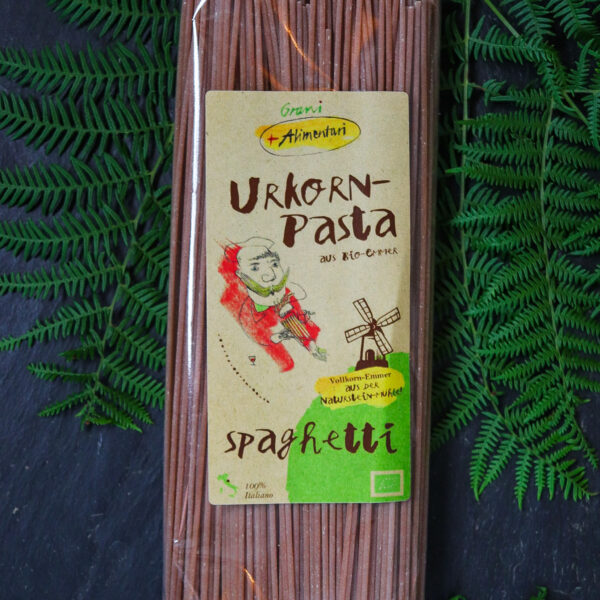 Grani
+Alimentari
URKORN-
Pasta
aus Bio-Emmer
Vollkorn-Emmer
aus der
Naturstein-Mühle!
spaghetti
100%
Italiano